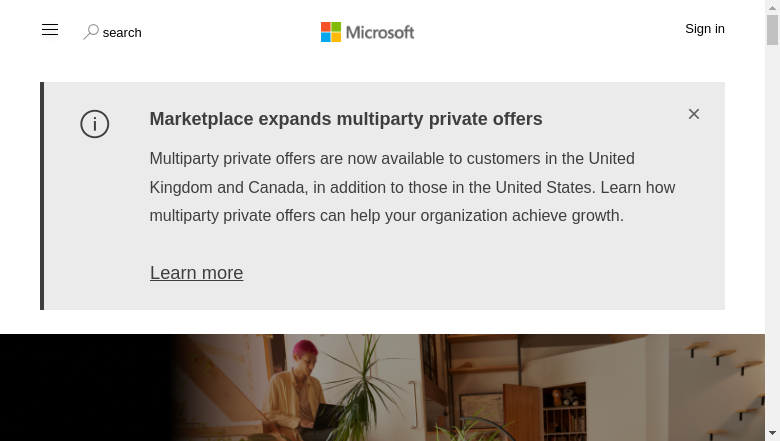 search
Microsoft
Sign in
Marketplace expands multiparty private offers
Multiparty private offers are now available to customers in the United
Kingdom and Canada, in addition to those in the United States. Learn how
multiparty private offers can help your organization achieve growth.
Learn more